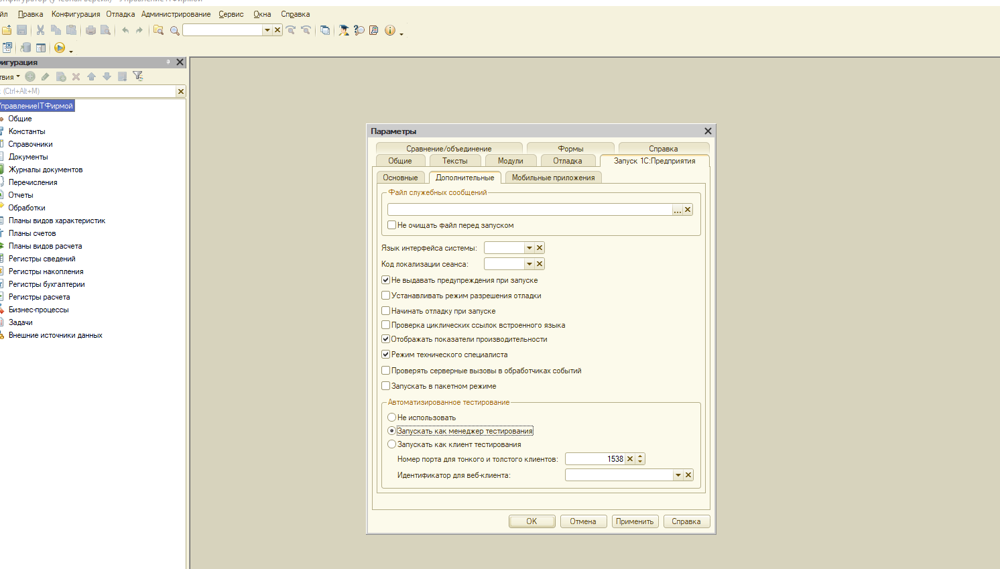 онфигуратор (учебная версия) - УправлениеITФирмой
йл Правка Конфигурация Отладка Администрирование Сервис Окна Справка
игурация
твия
(Ctrl+Alt+M)
УправлениеITФирмой
Общие
Константы
Справочники
Документы
Журналы документов
Перечисления
Отчеты
Обработки
Планы видов характеристик
Планы счетов
Планы видов расчета
Регистры сведений
Регистры накопления
Регистры бухгалтерии
Регистры расчета
Бизнес-процессы
Задачи
Внешние источники данных
Параметры
Сравнение/объединение Формы Справка
Общие Тексты Модули Отладка Запуск 1С:Предприятия
Основные Дополнительные Мобильные приложения
Файл служебных сообщений
...
Не очищать файл перед запуском
Язык интерфейса системы:
Код локализации сеанса:
Не выдавать предупреждения при запуске
Устанавливать режим разрешения отладки
Начинать отладку при запуске
Проверка циклических ссылок встроенного языка
Отображать показатели производительности
Режим технического специалиста
Проверять серверные вызовы в обработчиках событий
Запускать в пакетном режиме
Автоматизированное тестирование
Не использовать
Запускать как менеджер тестирования
Запускать как клиент тестирования
Номер порта для тонкого и толстого клиентов: 1538
Идентификатор для веб-клиента:
OK Отмена Применить Справка